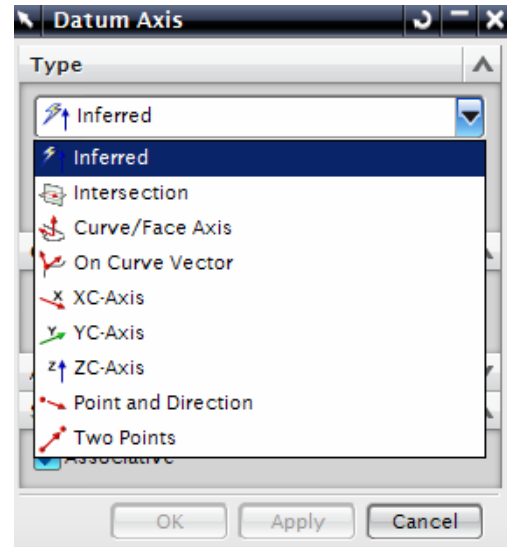 Datum Axis
Type
Inferred
Inferred
Intersection
Curve/Face Axis
On Curve Vector
X
XC-Axis
Y
YC-Axis
Z
ZC-Axis
Point and Direction
Two Points
Associative
OK Apply Cancel